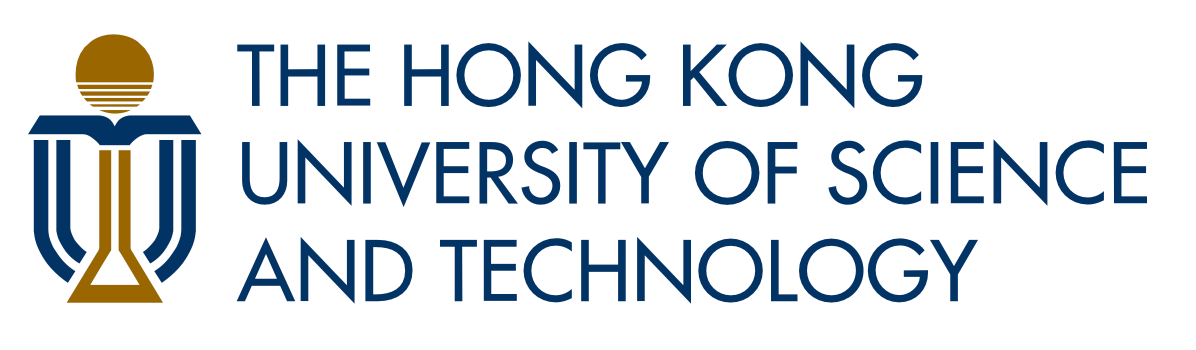 THE HONG KONG
UNIVERSITY OF SCIENCE
AND TECHNOLOGY